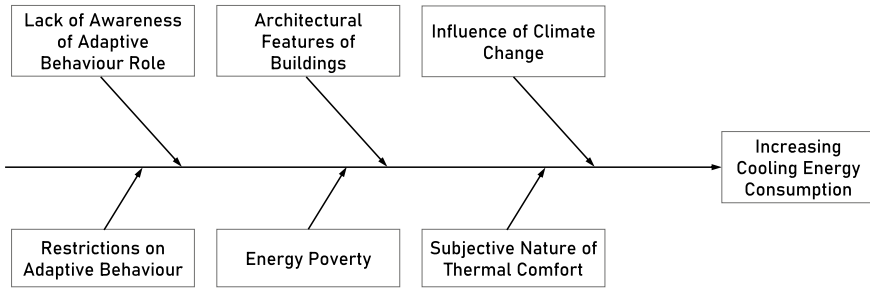 Lack of Awareness
of Adaptive
Behaviour Role
Architectural
Features of
Buildings
Influence of Climate
Change
Increasing
Cooling Energy
Consumption
Restrictions on
Adaptive Behaviour
Energy Poverty
Subjective Nature of
Thermal Comfort